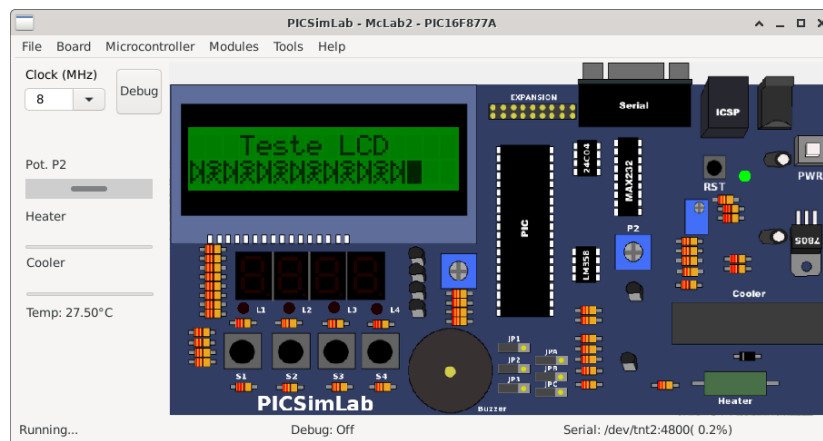 PICSimLab - McLab2 - PIC16F877A
File Board Microcontroller Modules Tools Help
Clock (MHz)
8
Debug
Pot. P2
Heater
Cooler
Temp: 27.50°C
Teste LCD
EXPANSION
Serial
ICSP
PWR
RST
24C04
MAX232
PIC
P2
LM358
7805
Cooler
L1 L2 L3 L4
S1 S2 S3 S4
JP1
JP2
JP3
JPA
JPB
JPC
Buzzer
Heater
PICSimLab
Running...
Debug: Off
Serial: /dev/tnt2:4800( 0.2%)